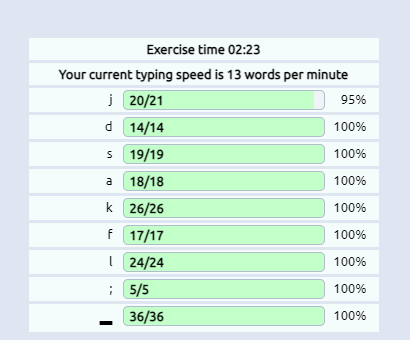 Exercise time 02:23
Your current typing speed is 13 words per minute
j 20/21 95%
d 14/14 100%
s 19/19 100%
a 18/18 100%
k 26/26 100%
f 17/17 100%
l 24/24 100%
; 5/5 100%
▂ 36/36 100%